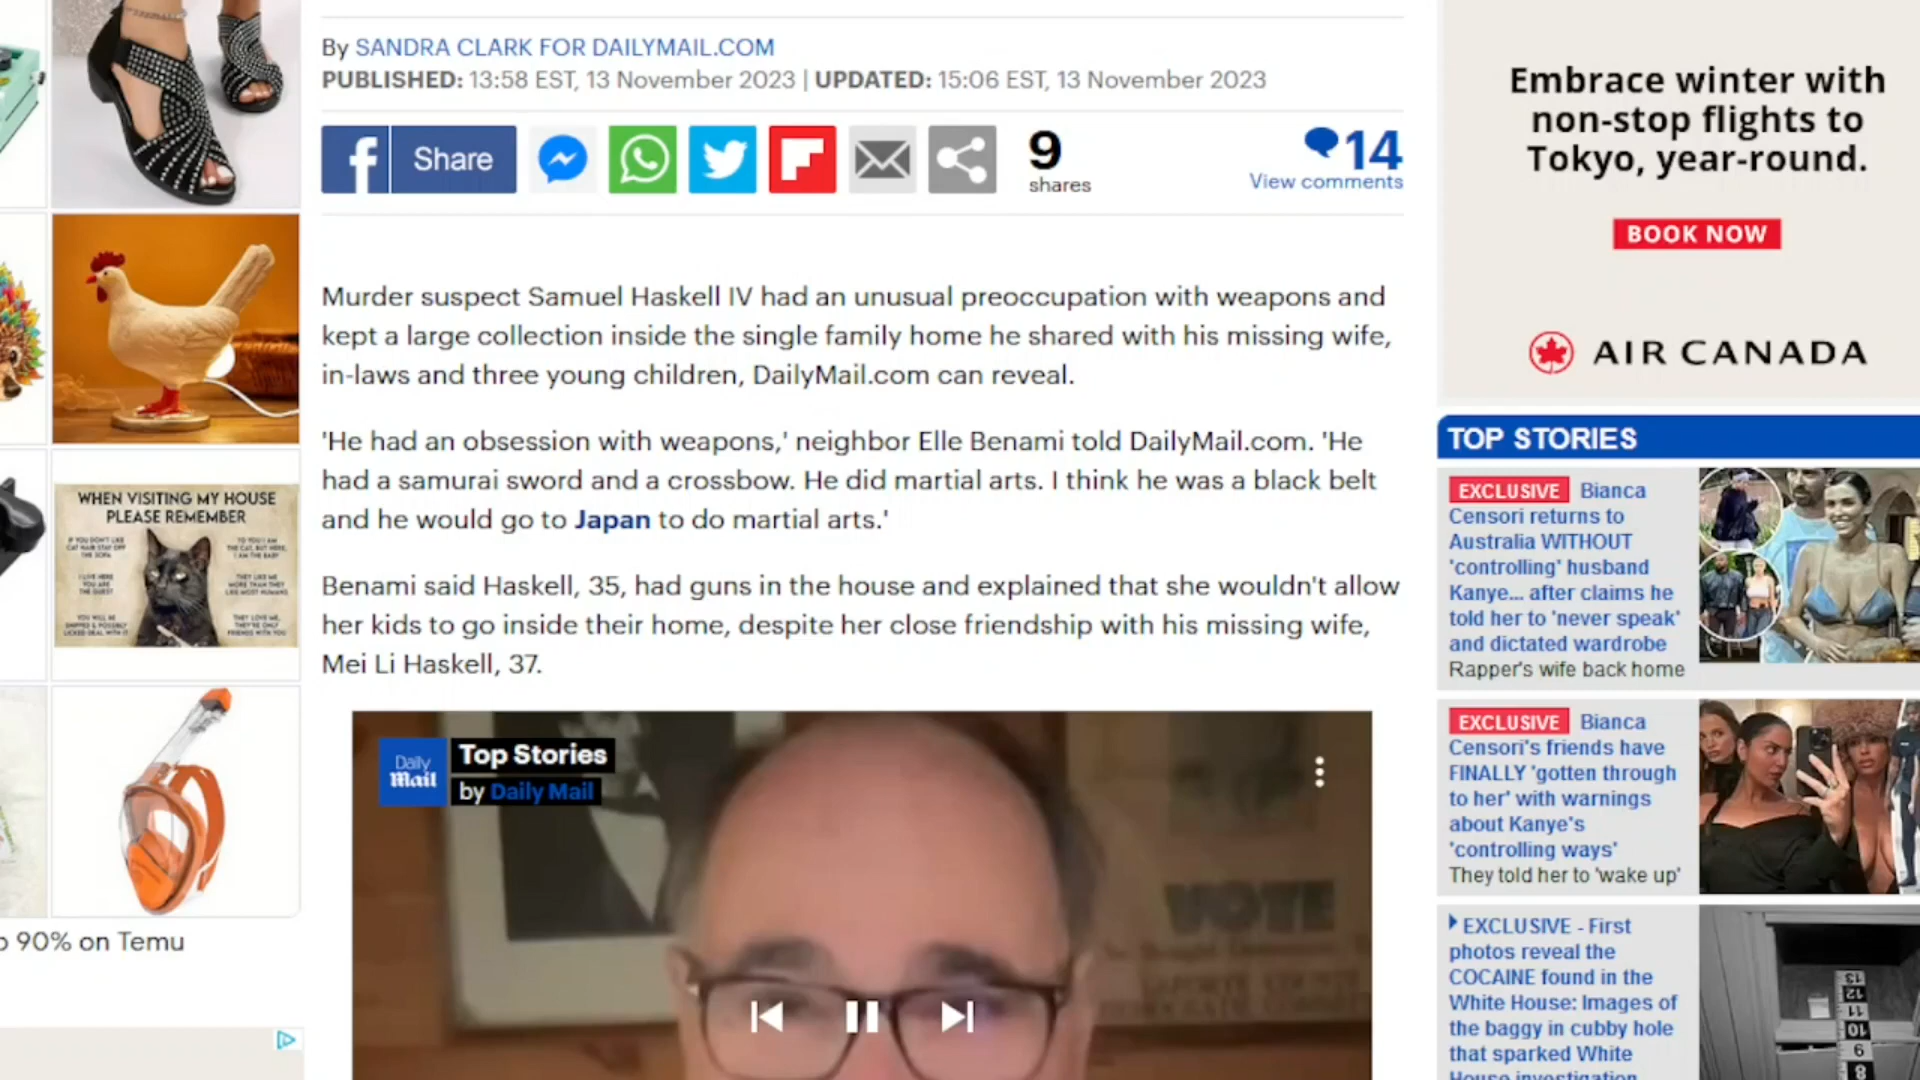 By SANDRA CLARK FOR DAILYMAIL.COM
PUBLISHED: 13:58 EST, 13 November 2023 | UPDATED: 15:06 EST, 13 November 2023
Share
9
shares
14
View comments
Murder suspect Samuel Haskell IV had an unusual preoccupation with weapons and
kept a large collection inside the single family home he shared with his missing wife,
in-laws and three young children, DailyMail.com can reveal.
'He had an obsession with weapons,' neighbor Elle Benami told DailyMail.com. 'He
had a samurai sword and a crossbow. He did martial arts. I think he was a black belt
and he would go to Japan to do martial arts.'
Benami said Haskell, 35, had guns in the house and explained that she wouldn't allow
her kids to go inside their home, despite her close friendship with his missing wife,
Mei Li Haskell, 37.
Daily
Mail
Top Stories
by Daily Mail
VOTE
WHEN VISITING MY HOUSE
PLEASE REMEMBER
90% on Temu
Embrace winter with
non-stop flights to
Tokyo, year-round.
BOOK NOW
AIR CANADA
TOP STORIES
EXCLUSIVE Bianca
Censori returns to
Australia WITHOUT
'controlling' husband
Kanye... after claims he
told her to 'never speak'
and dictated wardrobe
Rapper's wife back home
EXCLUSIVE Bianca
Censori's friends have
FINALLY 'gotten through
to her' with warnings
about Kanye's
'controlling ways'
They told her to 'wake up'
EXCLUSIVE - First
photos reveal the
COCAINE found in the
White House: Images of
the baggy in cubby hole
that sparked White
House investigation
13
12
11
10
9
8